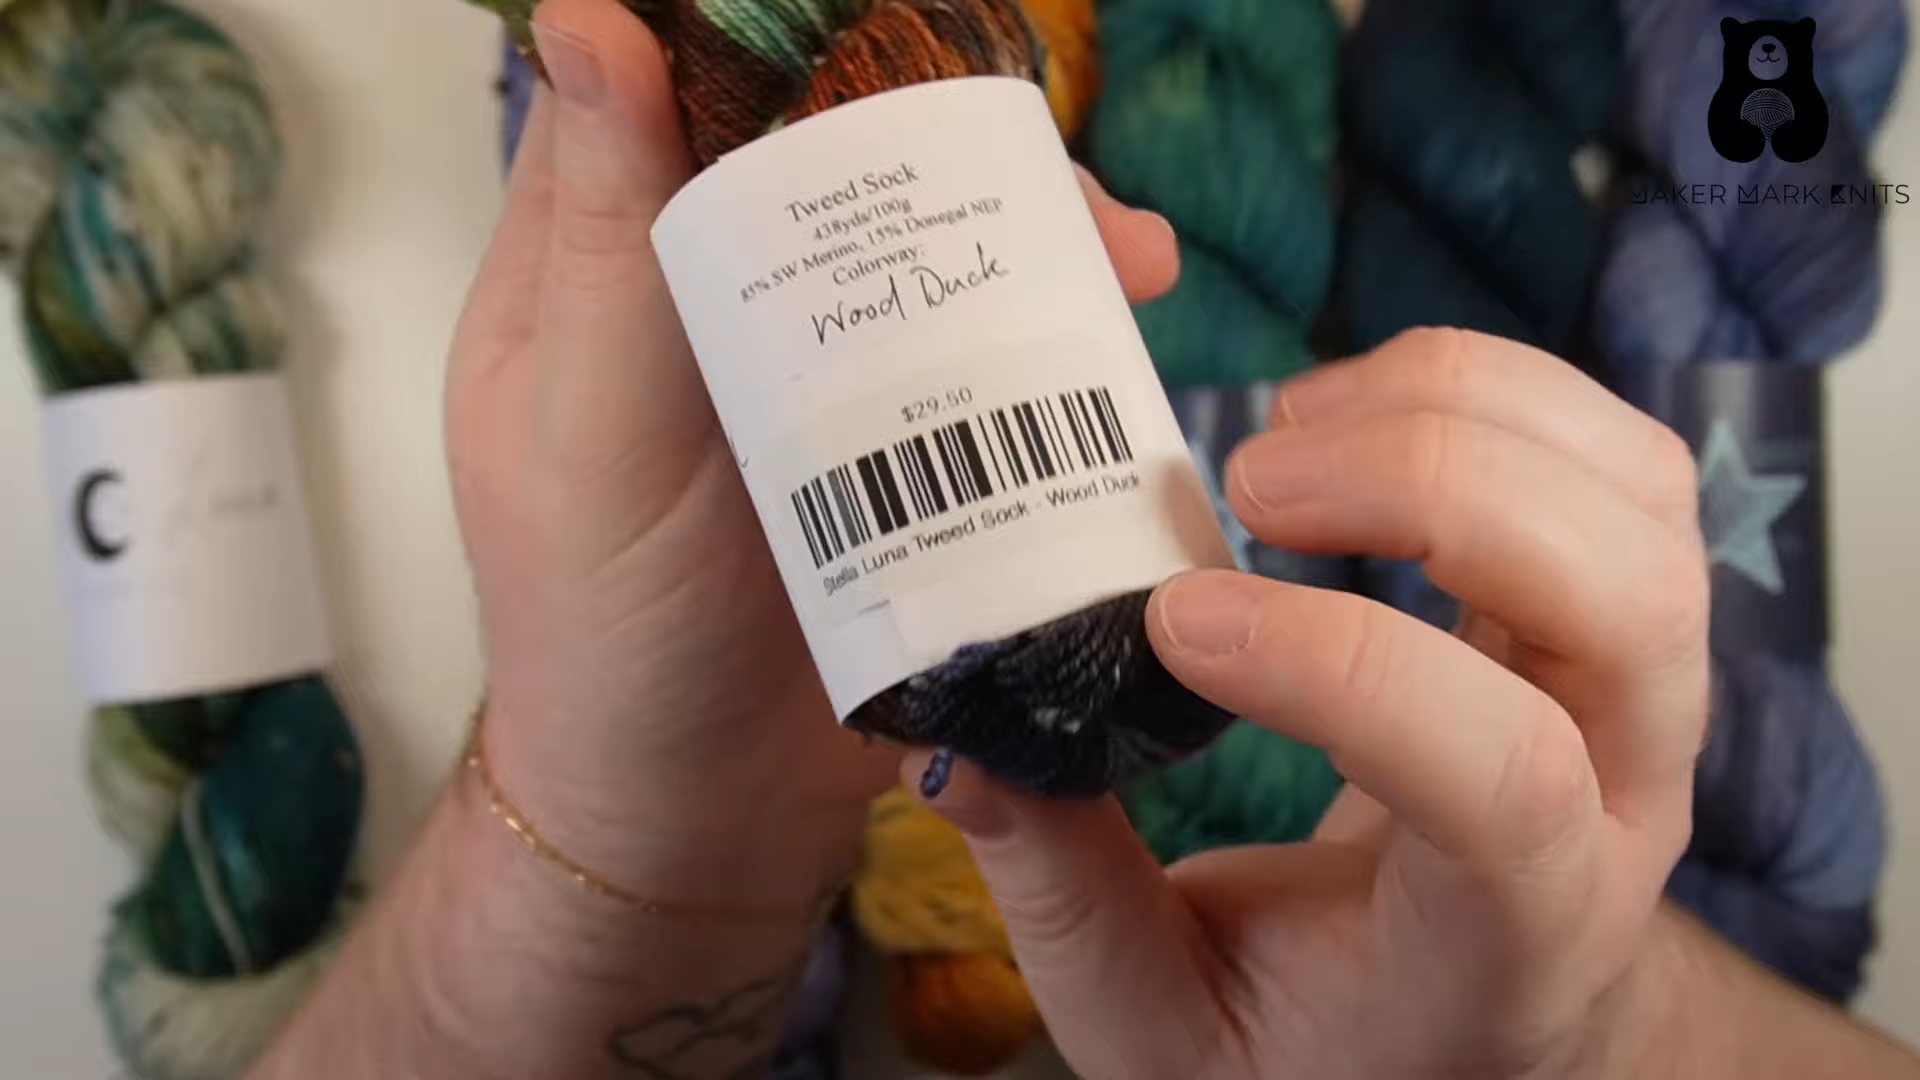 Tweed Sock
438yds/100g
85% SW Merino, 15% Donegal NEP
Colorway:
Wood Duck
$29.50
Stella Luna Tweed Sock - Wood Duck
MAKER MARK KNITS